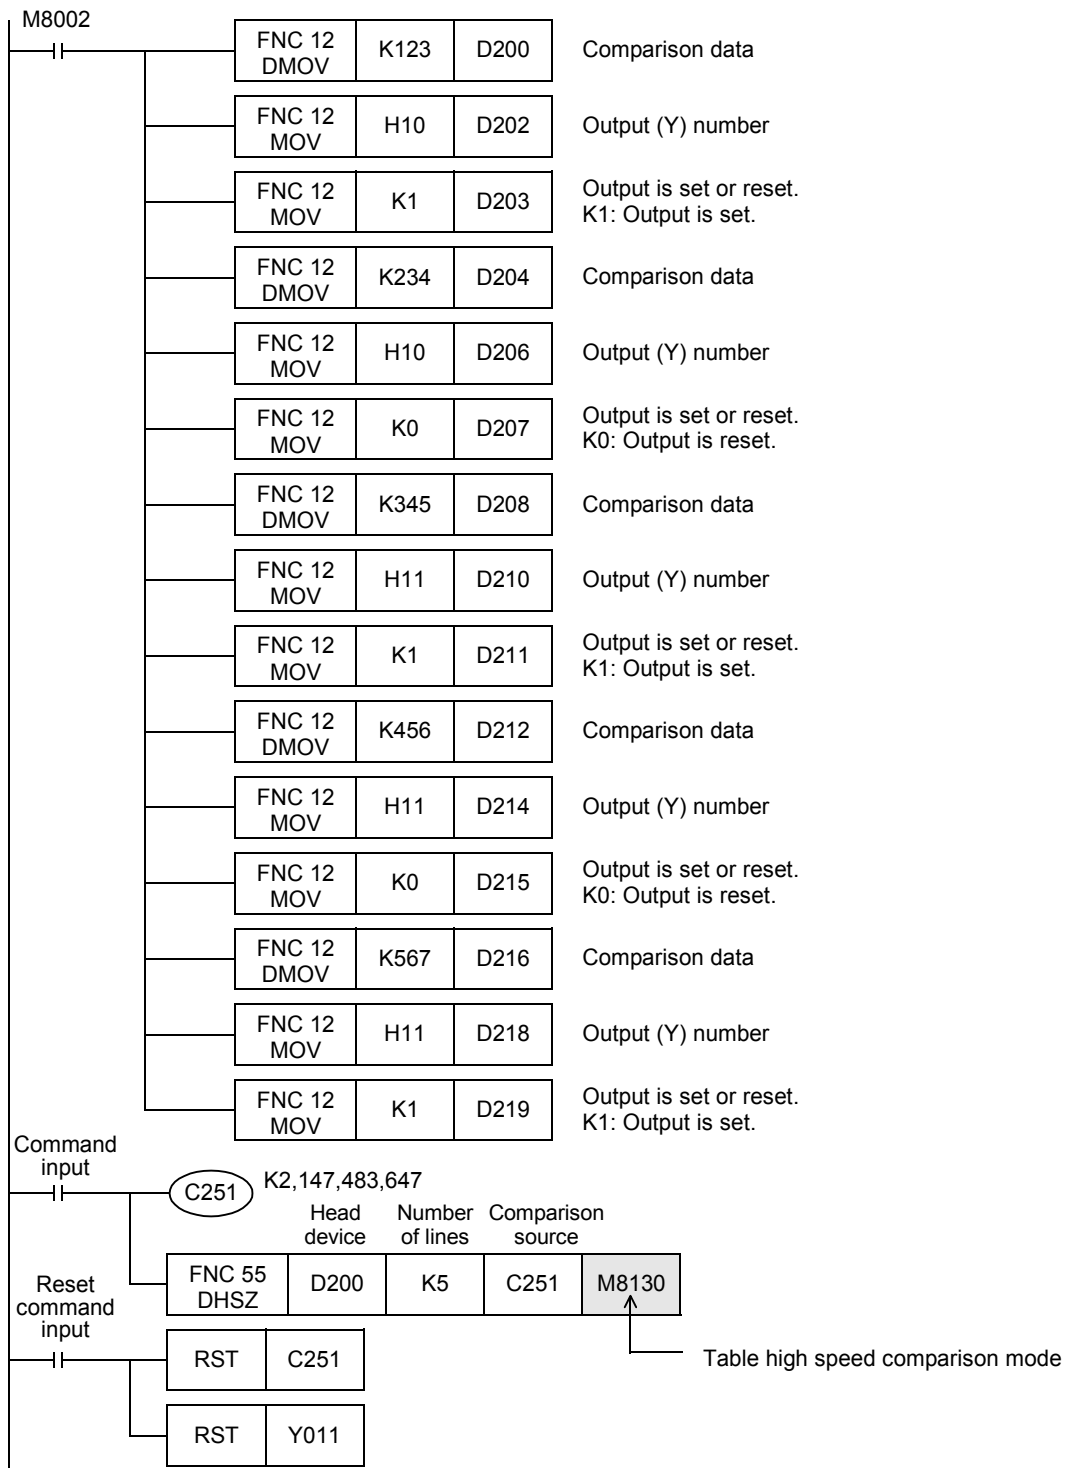 M8002
FNC 12 K123 D200 Comparison data
DMOV
FNC 12 H10 D202 Output (Y) number
MOV
FNC 12 K1 D203 Output is set or reset.
MOV K1: Output is set.
FNC 12 K234 D204 Comparison data
DMOV
FNC 12 H10 D206 Output (Y) number
MOV
FNC 12 K0 D207 Output is set or reset.
MOV K0: Output is reset.
FNC 12 K345 D208 Comparison data
DMOV
FNC 12 H11 D210 Output (Y) number
MOV
FNC 12 K1 D211 Output is set or reset.
MOV K1: Output is set.
FNC 12 K456 D212 Comparison data
DMOV
FNC 12 H11 D214 Output (Y) number
MOV
FNC 12 K0 D215 Output is set or reset.
MOV K0: Output is reset.
FNC 12 K567 D216 Comparison data
DMOV
FNC 12 H11 D218 Output (Y) number
MOV
FNC 12 K1 D219 Output is set or reset.
MOV K1: Output is set.
Command
input
C251 K2,147,483,647
Head Number Comparison
device of lines source
FNC 55 D200 K5 C251 M8130
DHSZ
Reset
command
input
RST C251
Table high speed comparison mode
RST Y011